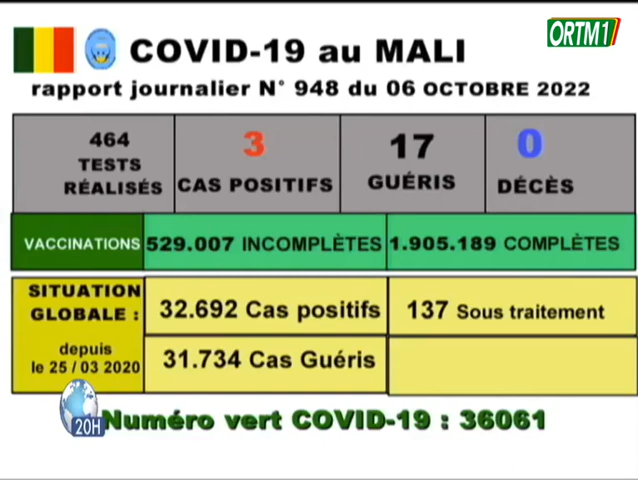 COVID-19 au MALI
ORTM1
rapport journalier N° 948 du 06 OCTOBRE 2022
464
TESTS
RÉALISÉS
3
CAS POSITIFS
17
GUÉRIS
0
DÉCÈS
VACCINATIONS
529.007 INCOMPLÈTES
1.905.189 COMPLÈTES
SITUATION
GLOBALE :
depuis
le 25 / 03 2020
32.692 Cas positifs
137 Sous traitement
31.734 Cas Guéris
20H
Numéro vert COVID-19 : 36061